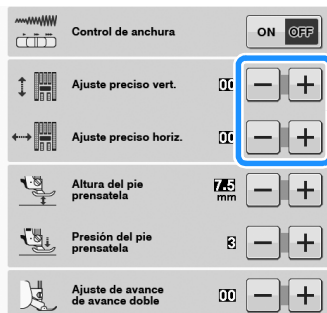 Control de anchura ON OFF
Ajuste preciso vert. 00 − +
Ajuste preciso horiz. 00 − +
Altura del pie
prensatela 7.5 mm − +
Presión del pie
prensatela 3 − +
Ajuste de avance
de avance doble 00 − +